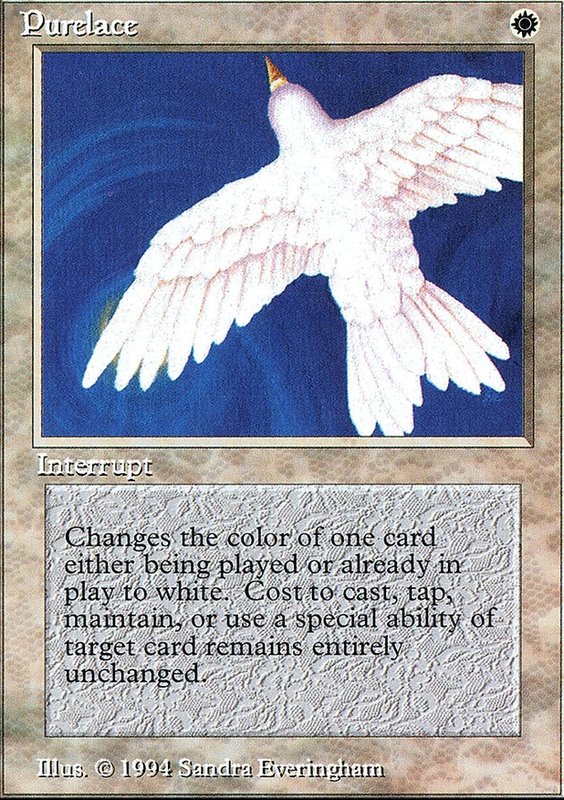 Purelace
Interrupt
Changes the color of one card
either being played or already in
play to white. Cost to cast, tap,
maintain, or use a special ability of
target card remains entirely
unchanged.
Illus. © 1994 Sandra Everingham